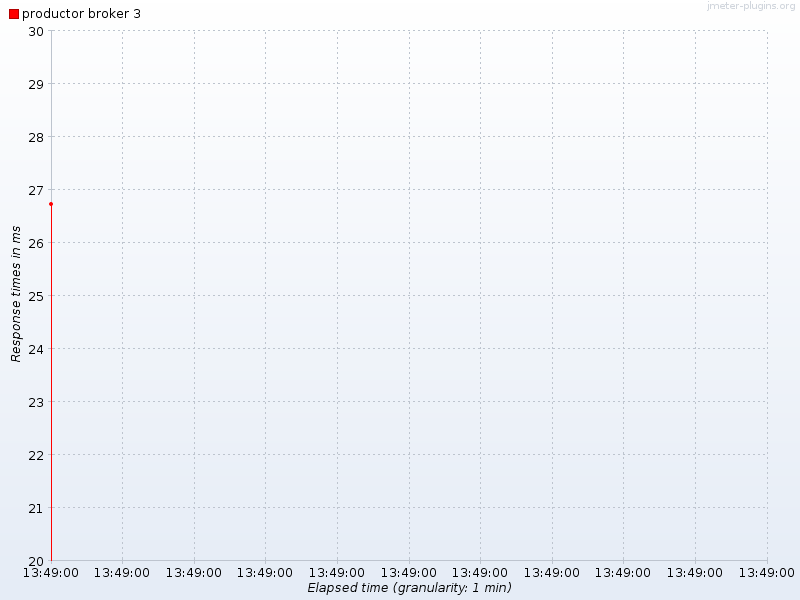 productor broker 3
jmeter-plugins.org
30
29
28
27
26
25
24
23
22
21
20
Response times in ms
13:49:00 13:49:00 13:49:00 13:49:00 13:49:00 13:49:00 13:49:00 13:49:00 13:49:00 13:49:00 13:49:00
Elapsed time (granularity: 1 min)